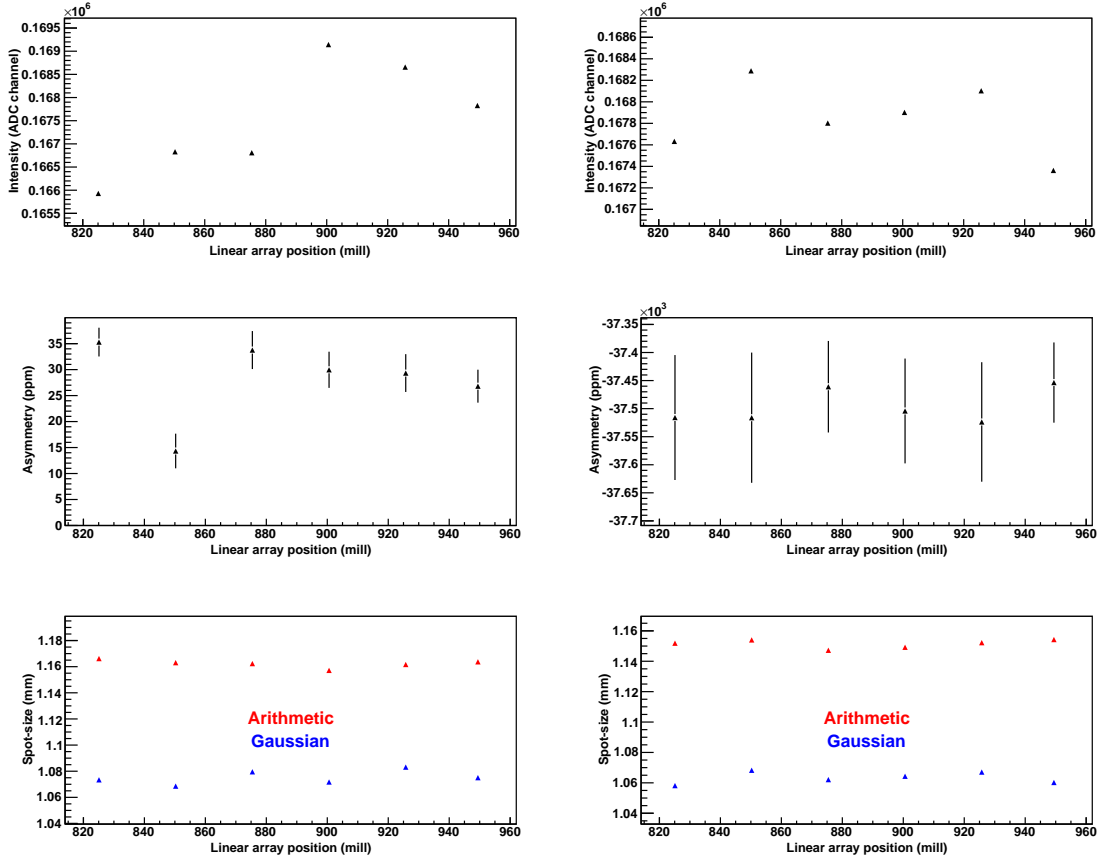 ×10⁶
Intensity (ADC channel)
0.1695
0.169
0.1685
0.168
0.1675
0.167
0.1665
0.166
0.1655
820 840 860 880 900 920 940 960
Linear array position (mill)
×10⁶
Intensity (ADC channel)
0.1686
0.1684
0.1682
0.168
0.1678
0.1676
0.1674
0.1672
0.167
820 840 860 880 900 920 940 960
Linear array position (mill)
Asymmetry (ppm)
35
30
25
20
15
10
5
0
820 840 860 880 900 920 940 960
Linear array position (mill)
×10³
Asymmetry (ppm)
-37.35
-37.4
-37.45
-37.5
-37.55
-37.6
-37.65
-37.7
820 840 860 880 900 920 940 960
Linear array position (mill)
Spot-size (mm)
1.18
1.16
1.14
1.12
1.1
1.08
1.06
1.04
Arithmetic
Gaussian
820 840 860 880 900 920 940 960
Linear array position (mill)
Spot-size (mm)
1.16
1.14
1.12
1.1
1.08
1.06
1.04
Arithmetic
Gaussian
820 840 860 880 900 920 940 960
Linear array position (mill)